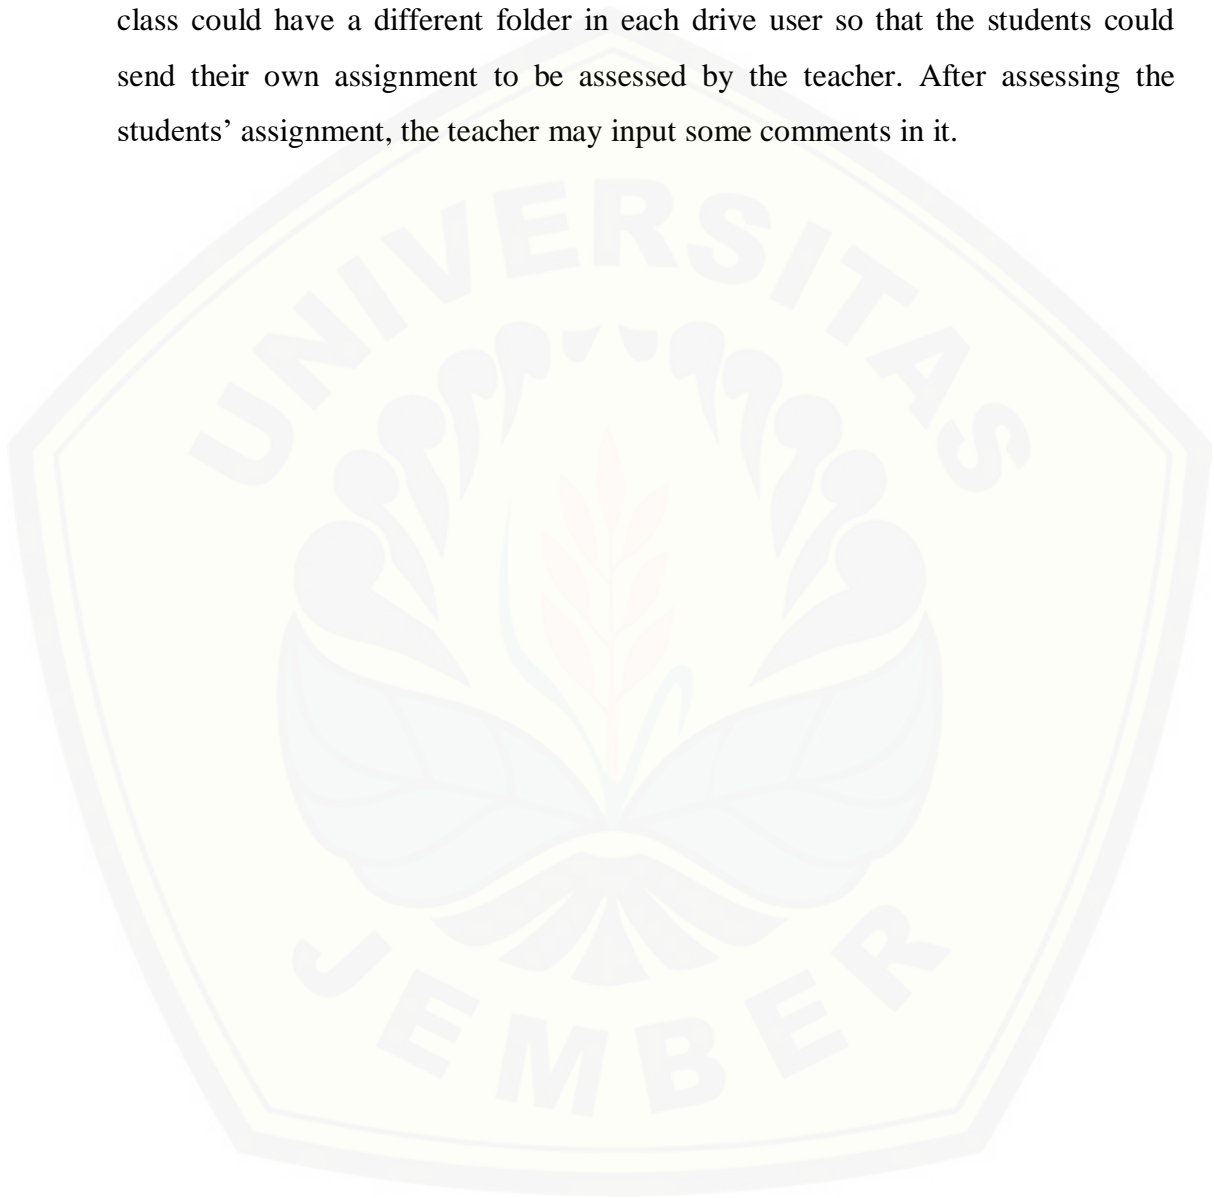 class could have a different folder in each drive user so that the students could
send their own assignment to be assessed by the teacher. After assessing the
students’ assignment, the teacher may input some comments in it.
UNIVERSITAS
JEMBER